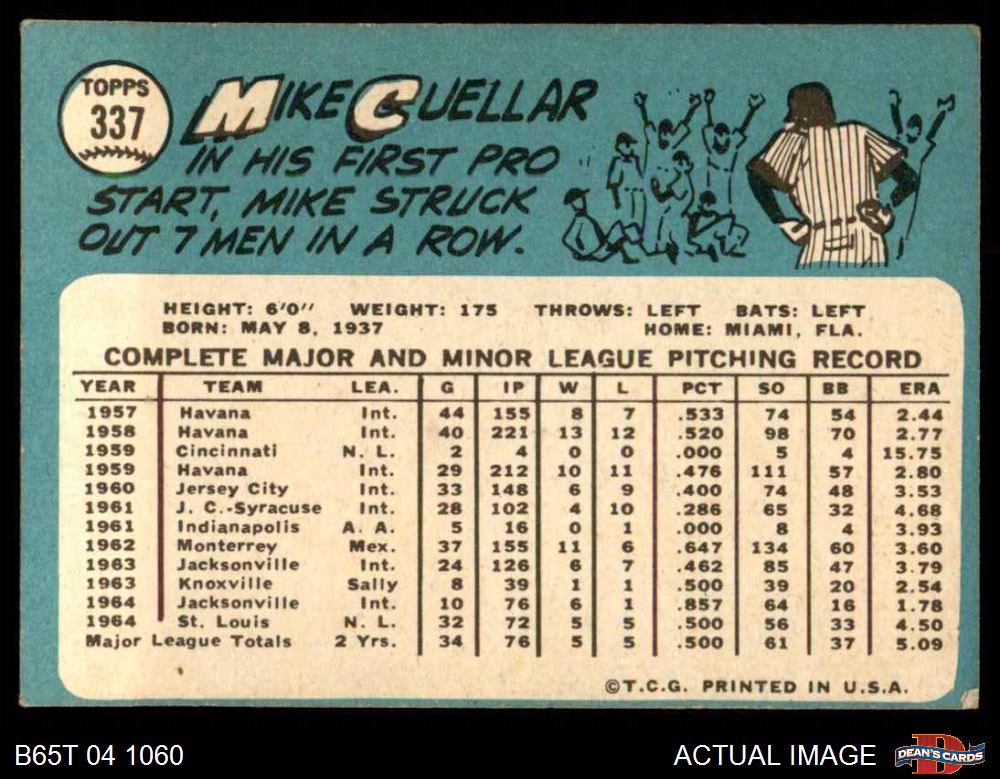 TOPPS
337
MIKE CUELLAR
IN HIS FIRST PRO
START, MIKE STRUCK
OUT 7 MEN IN A ROW.
HEIGHT: 6'0" WEIGHT: 175 THROWS: LEFT BATS: LEFT
BORN: MAY 8, 1937 HOME: MIAMI, FLA.
COMPLETE MAJOR AND MINOR LEAGUE PITCHING RECORD
YEAR TEAM LEA. G IP W L PCT SO BB ERA
1957 Havana Int. 44 155 8 7 .533 74 54 2.44
1958 Havana Int. 40 221 13 12 .520 98 70 2.77
1959 Cincinnati N. L. 2 4 0 0 .000 5 4 15.75
1959 Havana Int. 29 212 10 11 .476 111 57 2.80
1960 Jersey City Int. 33 148 6 9 .400 74 48 3.53
1961 J. C.-Syracuse Int. 28 102 4 10 .286 65 32 4.68
1961 Indianapolis A. A. 5 16 0 1 .000 8 4 3.93
1962 Monterrey Mex. 37 155 11 6 .647 134 60 3.60
1963 Jacksonville Int. 24 126 6 7 .462 85 47 3.79
1963 Knoxville Sally 8 39 1 1 .500 39 20 2.54
1964 Jacksonville Int. 10 76 6 1 .857 64 16 1.78
1964 St. Louis N. L. 32 72 5 5 .500 56 33 4.50
Major League Totals 2 Yrs. 34 76 5 5 .500 61 37 5.09
©T.C.G. PRINTED IN U.S.A.
B65T 04 1060 ACTUAL IMAGE DEAN'S CARDS